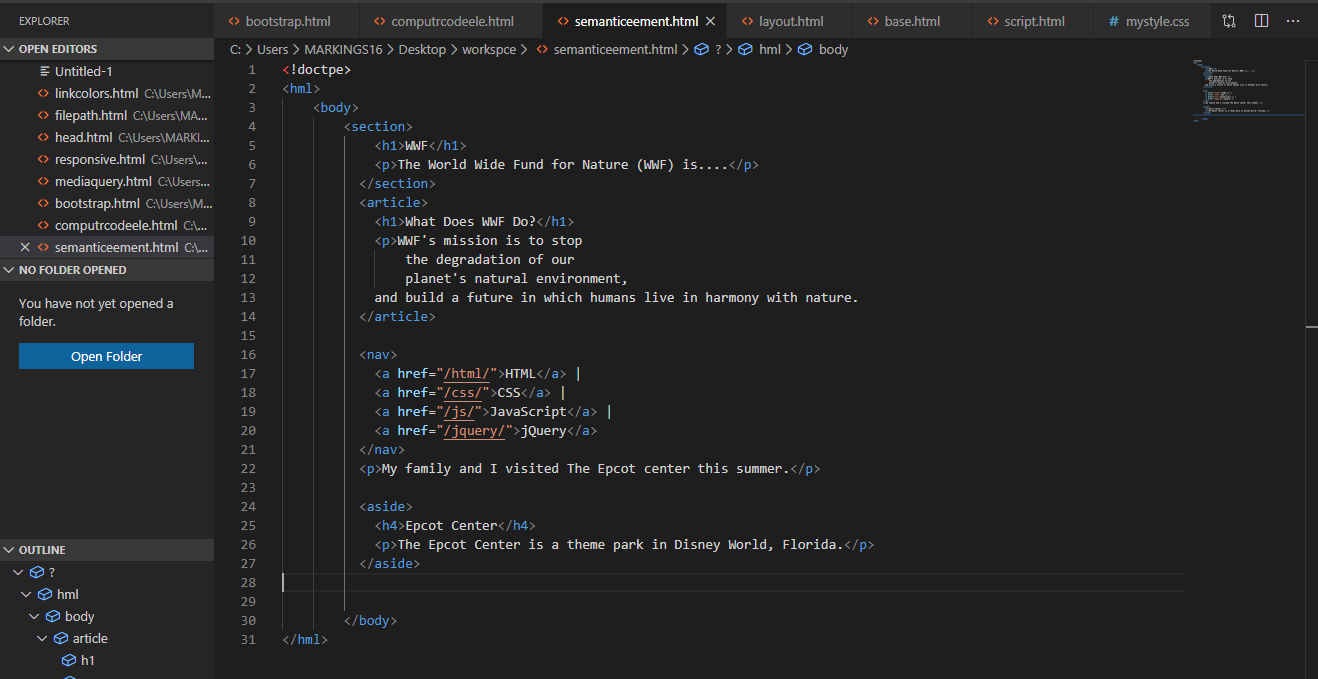 EXPLORER
OPEN EDITORS
Untitled-1
linkcolors.html C:\Users\M...
filepath.html C:\Users\MA...
head.html C:\Users\MARKI...
responsive.html C:\Users\...
mediaquery.html C:\Users...
bootstrap.html C:\Users\M...
computrcodeele.html C:\...
semanticeement.html C:\...
NO FOLDER OPENED
You have not yet opened a
folder.
Open Folder
OUTLINE
?
hml
body
article
h1
bootstrap.html computrcodeele.html semanticeement.html layout.html base.html script.html # mystyle.css ...
C: > Users > MARKINGS16 > Desktop > workspce > semanticeement.html > ? > hml > body
1 <!doctpe>
2 <hml>
3 <body>
4 <section>
5 <h1>WWF</h1>
6 <p>The World Wide Fund for Nature (WWF) is....</p>
7 </section>
8 <article>
9 <h1>What Does WWF Do?</h1>
10 <p>WWF's mission is to stop
11 the degradation of our
12 planet's natural environment,
13 and build a future in which humans live in harmony with nature.
14 </article>
15
16 <nav>
17 <a href="/html/">HTML</a> |
18 <a href="/css/">CSS</a> |
19 <a href="/js/">JavaScript</a> |
20 <a href="/jquery/">jQuery</a>
21 </nav>
22 <p>My family and I visited The Epcot center this summer.</p>
23
24 <aside>
25 <h4>Epcot Center</h4>
26 <p>The Epcot Center is a theme park in Disney World, Florida.</p>
27 </aside>
28
29
30 </body>
31 </hml>